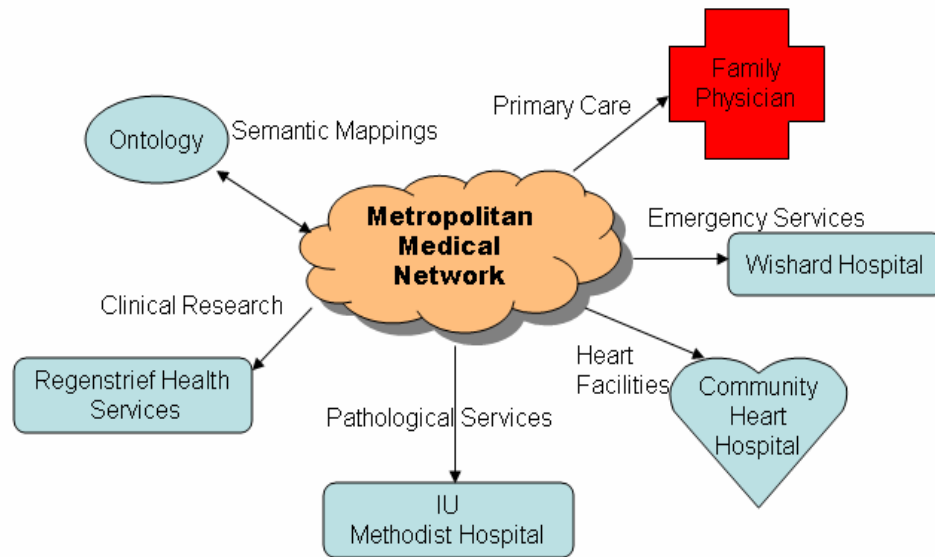 Family
Physician
Primary Care
Ontology
Semantic Mappings
Metropolitan
Medical
Network
Emergency Services
Wishard Hospital
Clinical Research
Regenstrief Health
Services
Heart
Facilities
Community
Heart
Hospital
Pathological Services
IU
Methodist Hospital